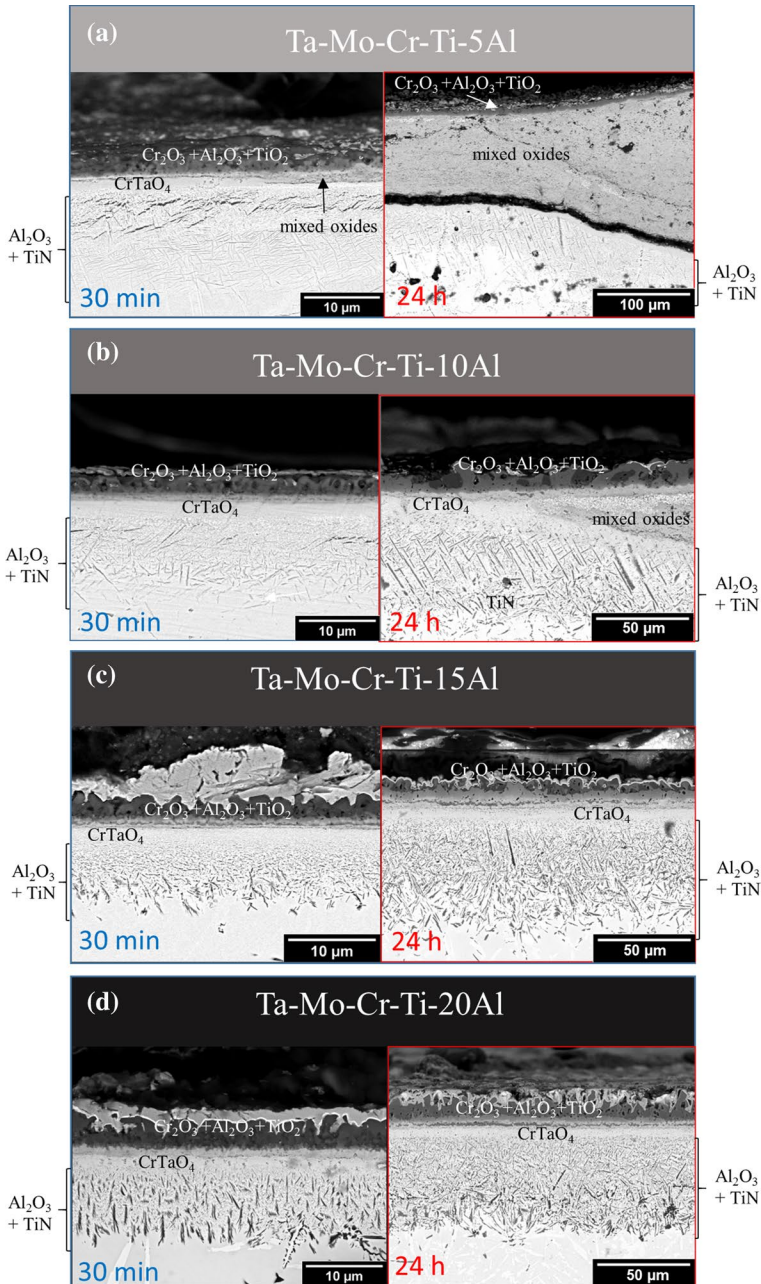 (a)
Ta-Mo-Cr-Ti-5Al
Cr₂O₃ +Al₂O₃+TiO₂
CrTaO₄
mixed oxides
Al₂O₃
+ TiN
30 min
10 µm
Cr₂O₃ +Al₂O₃+TiO₂
mixed oxides
24 h
100 µm
Al₂O₃
+ TiN
(b)
Ta-Mo-Cr-Ti-10Al
Cr₂O₃ +Al₂O₃+TiO₂
CrTaO₄
Al₂O₃
+ TiN
30 min
10 µm
Cr₂O₃ +Al₂O₃+TiO₂
CrTaO₄
mixed oxides
TiN
24 h
50 µm
Al₂O₃
+ TiN
(c)
Ta-Mo-Cr-Ti-15Al
Cr₂O₃ +Al₂O₃+TiO₂
CrTaO₄
Al₂O₃
+ TiN
30 min
10 µm
Cr₂O₃ +Al₂O₃+TiO₂
CrTaO₄
24 h
50 µm
Al₂O₃
+ TiN
(d)
Ta-Mo-Cr-Ti-20Al
Cr₂O₃ +Al₂O₃+TiO₂
CrTaO₄
Al₂O₃
+ TiN
30 min
10 µm
Cr₂O₃ +Al₂O₃+TiO₂
CrTaO₄
24 h
50 µm
Al₂O₃
+ TiN